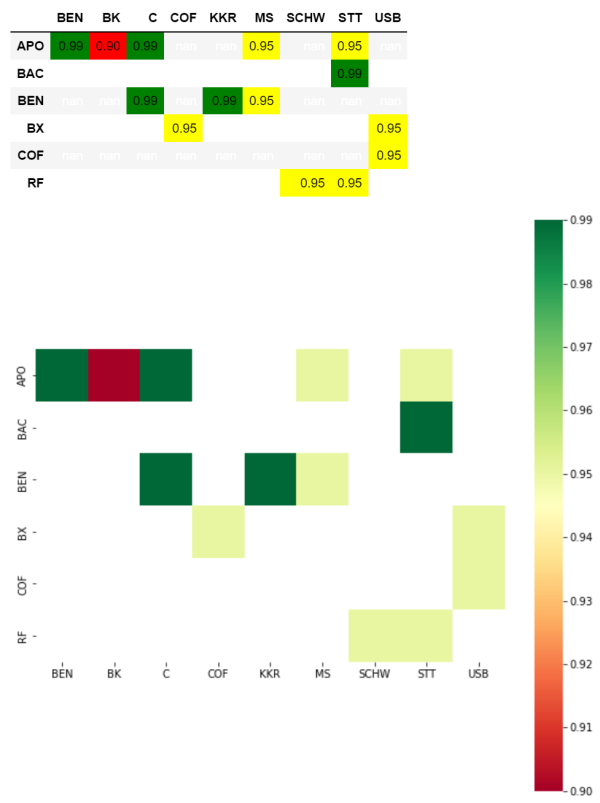 BEN BK C COF KKR MS SCHW STT USB
APO 0.99 0.90 0.99 nan nan 0.95 nan 0.95 nan
BAC 0.99
BEN nan nan 0.99 nan 0.99 0.95 nan nan nan
BX 0.95 0.95
COF nan nan nan nan nan nan nan nan 0.95
RF 0.95 0.95
APO
BAC
BEN
BX
COF
RF
BEN BK C COF KKR MS SCHW STT USB
0.99
0.98
0.97
0.96
0.95
0.94
0.93
0.92
0.91
0.90